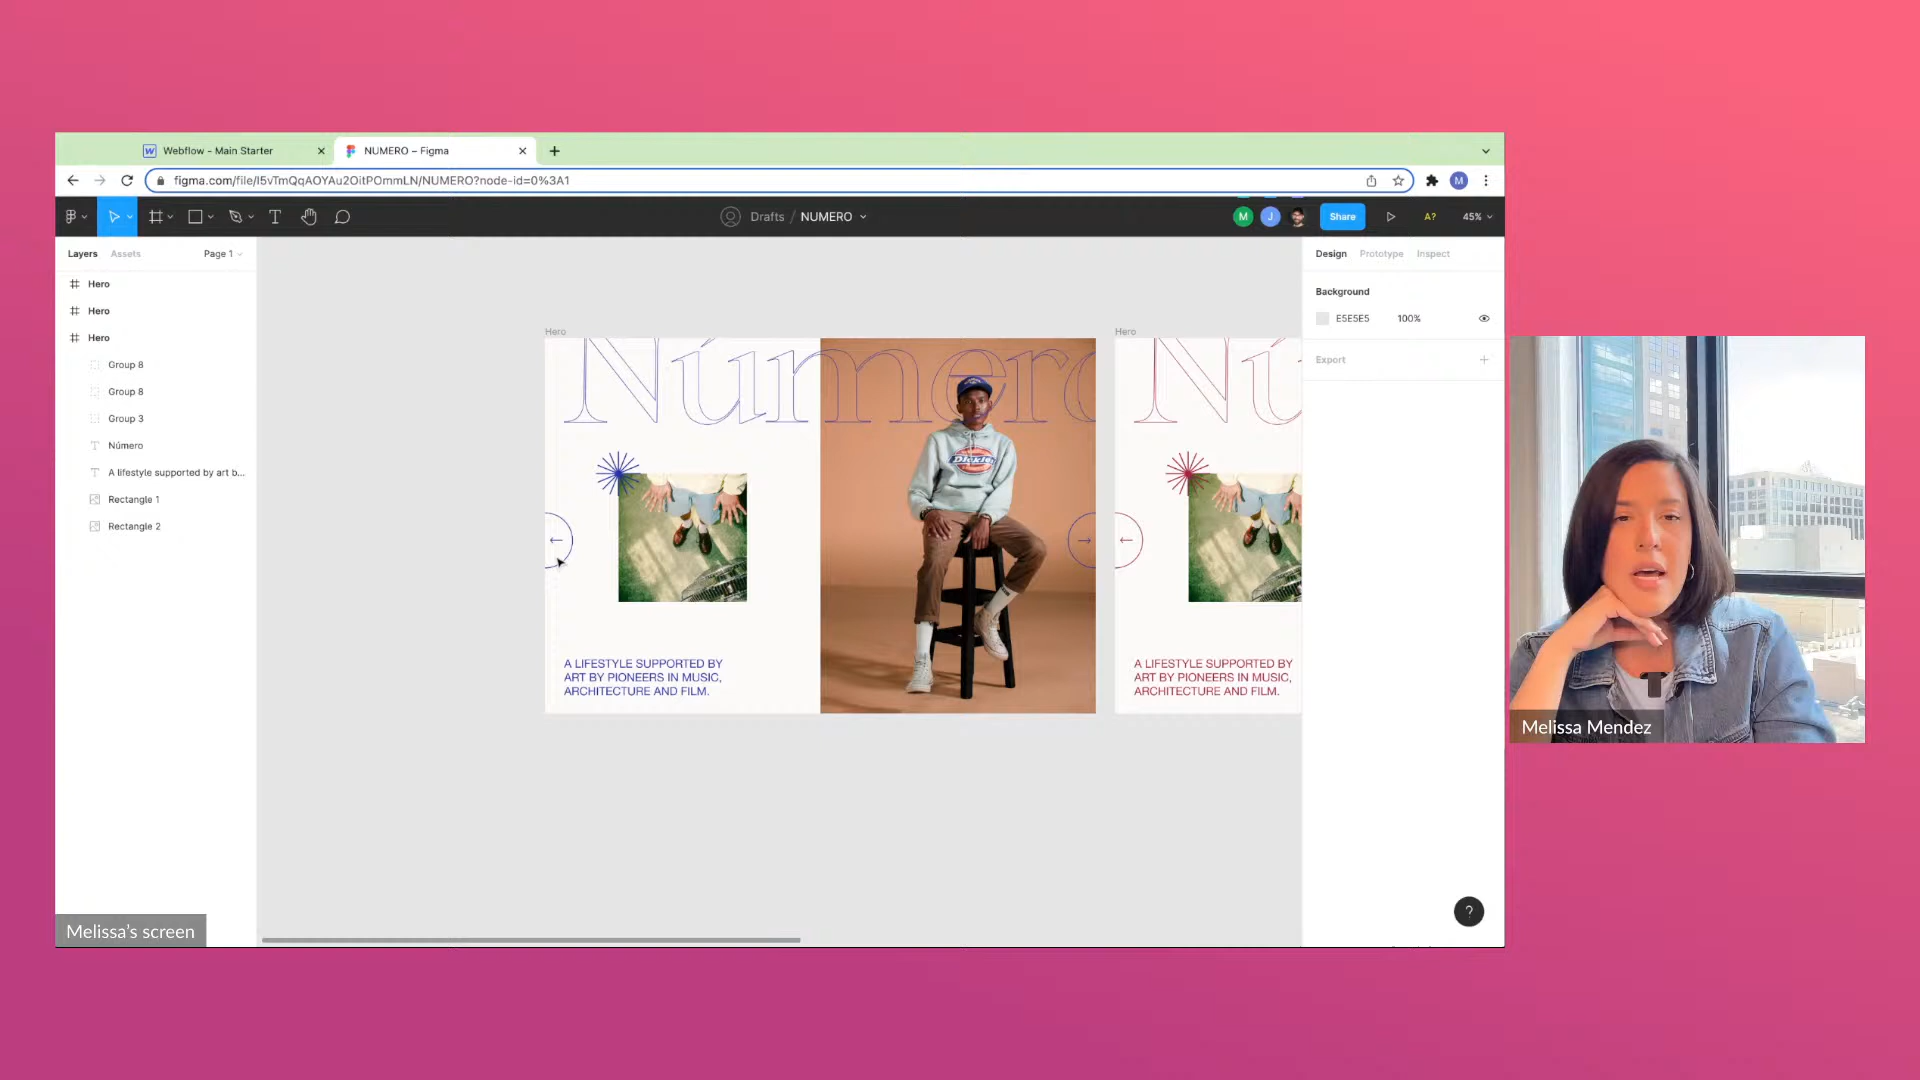 Webflow - Main Starter
NUMERO – Figma
figma.com/file/I5vTmQqAOYAu2OitPOmmLN/NUMERO?node-id=0%3A1
M
Drafts / NUMERO
M
J
Share
A?
45%
Layers
Assets
Page 1
Hero
Hero
Hero
Group 8
Group 8
Group 3
Número
A lifestyle supported by art b...
Rectangle 1
Rectangle 2
Hero
Número
Dickies
A LIFESTYLE SUPPORTED BY
ART BY PIONEERS IN MUSIC,
ARCHITECTURE AND FILM.
Hero
Nú
A LIFESTYLE SUPPORTED BY
ART BY PIONEERS IN MUSIC,
ARCHITECTURE AND FILM.
Design
Prototype
Inspect
Background
E5E5E5
100%
Export
?
Melissa's screen
Melissa Mendez